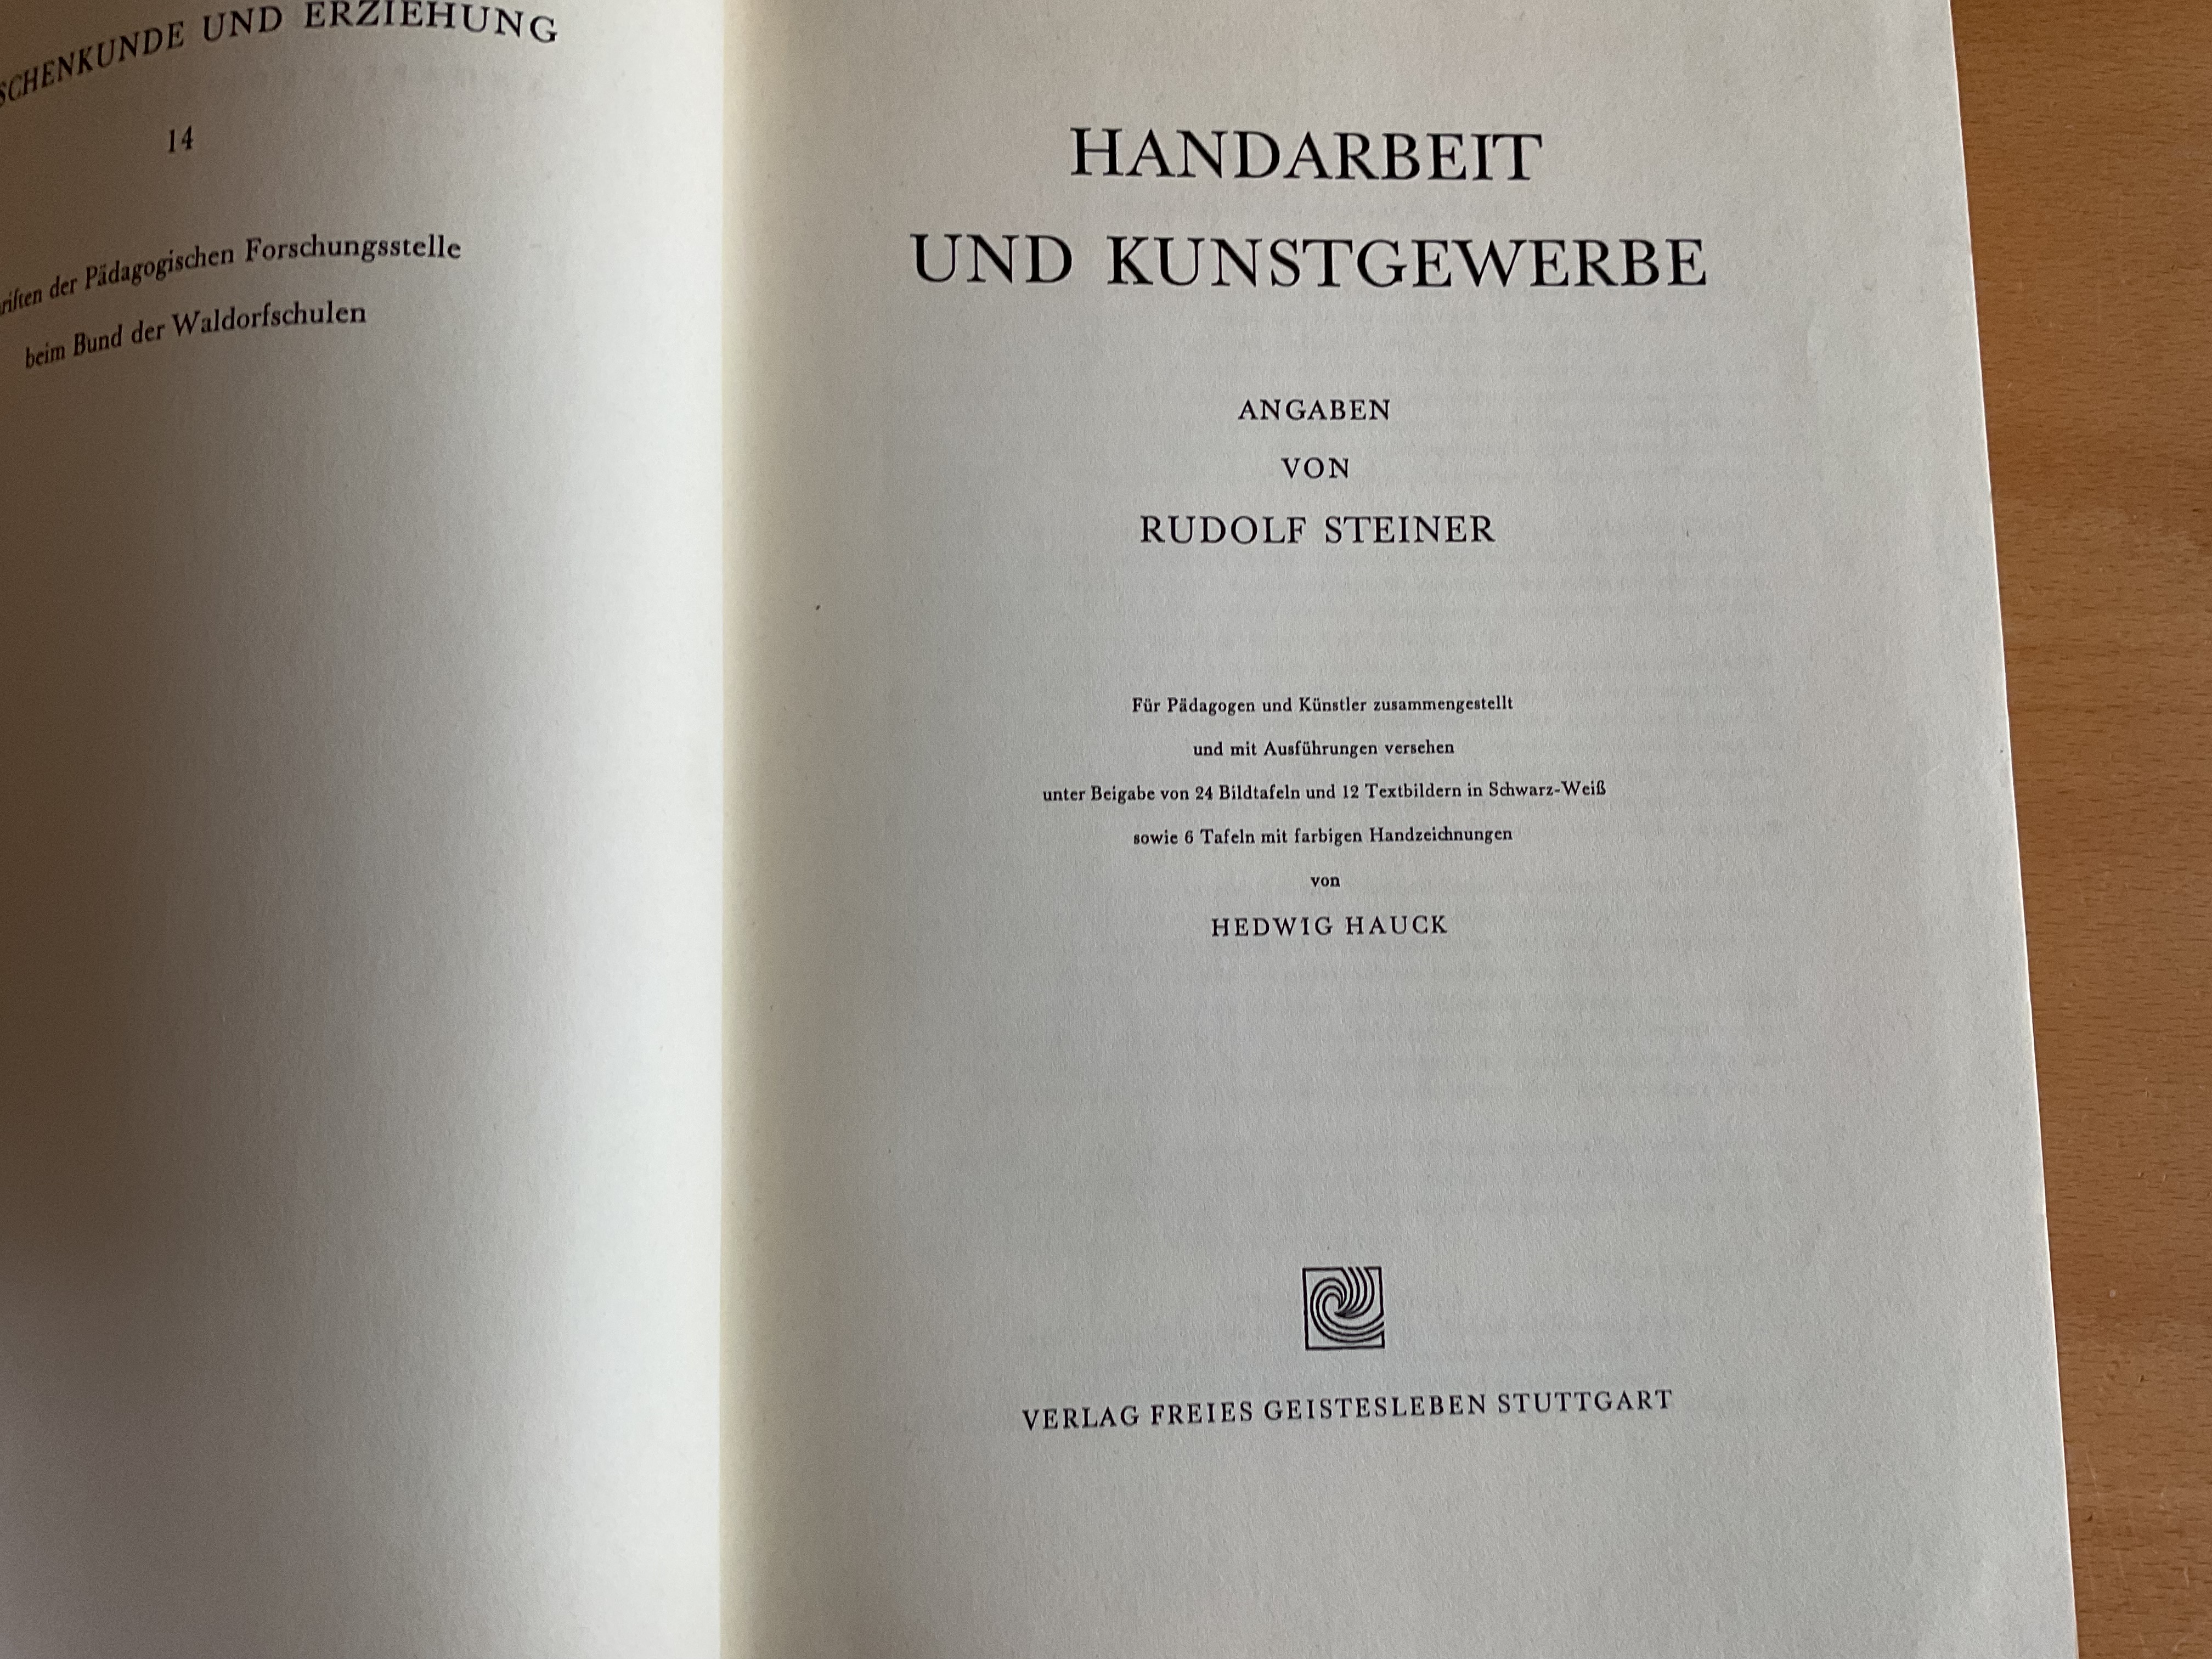 UND ERZIEHUNG
14
der Pädagogischen Forschungsstelle
beim Bund der Waldorfschulen
HANDARBEIT
UND KUNSTGEWERBE
ANGABEN
VON
RUDOLF STEINER
Für Pädagogen und Künstler zusammengestellt
und mit Ausführungen versehen
unter Beigabe von 24 Bildtafeln und 12 Textbildern in Schwarz-Weiß
sowie 6 Tafeln mit farbigen Handzeichnungen
von
HEDWIG HAUCK
VERLAG FREIES GEISTESLEBEN STUTTGART